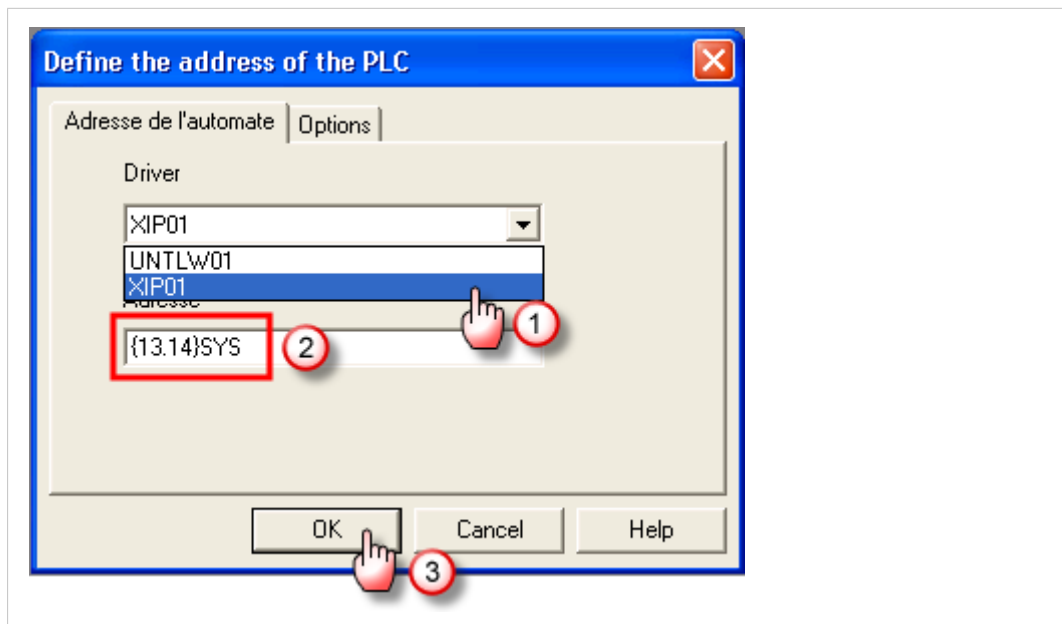 Define the address of the PLC
Adresse de l'automate Options
Driver
XIP01
UNTLW01
XIP01
Adresse
1
{13.14}SYS 2
OK Cancel Help
3